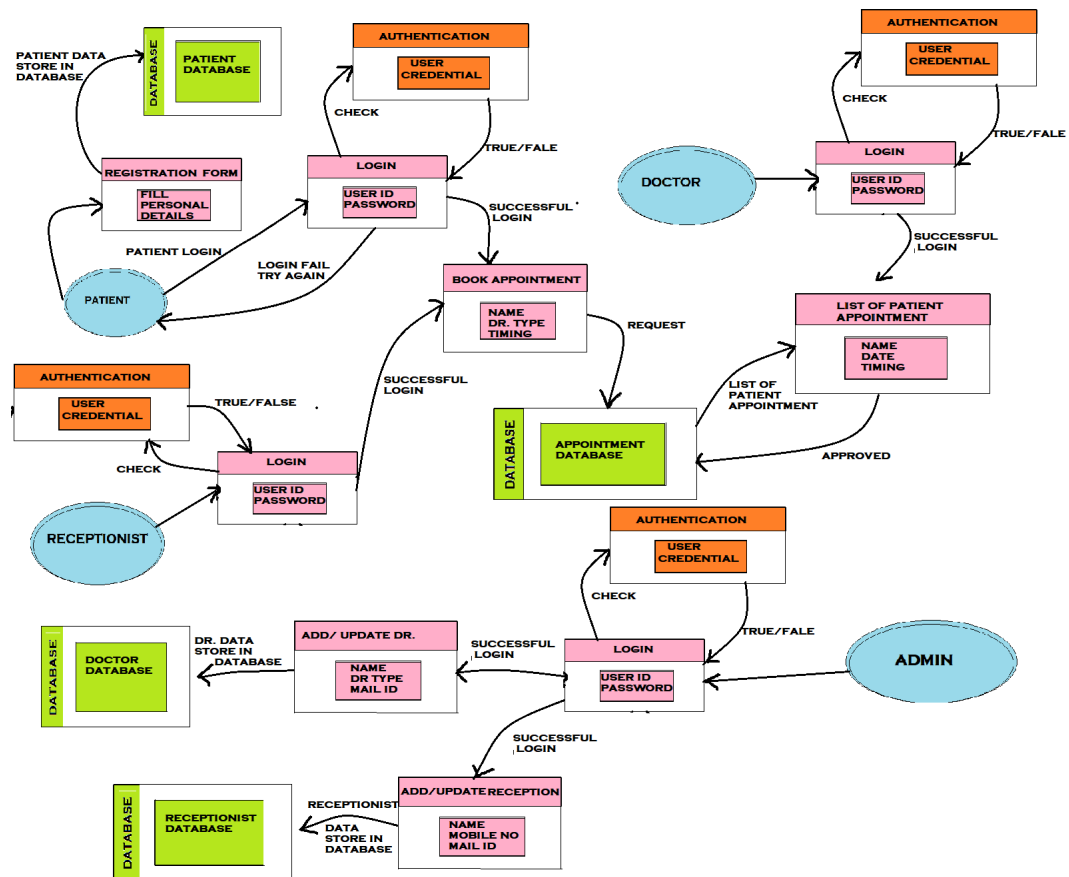 PATIENT DATA
STORE IN
DATABASE
DATABASE
PATIENT
DATABASE
AUTHENTICATION
USER
CREDENTIAL
CHECK
TRUE/FALE
REGISTRATION FORM
FILL
PERSONAL
DETAILS
LOGIN
USER ID
PASSWORD
PATIENT LOGIN
LOGIN FAIL
TRY AGAIN
SUCCESSFUL
LOGIN
PATIENT
BOOK APPOINTMENT
NAME
DR. TYPE
TIMING
REQUEST
AUTHENTICATION
USER
CREDENTIAL
CHECK
TRUE/FALE
DOCTOR
LOGIN
USER ID
PASSWORD
SUCCESSFUL
LOGIN
LIST OF PATIENT
APPOINTMENT
NAME
DATE
TIMING
LIST OF
PATIENT
APPOINTMENT
APPROVED
DATABASE
APPOINTMENT
DATABASE
AUTHENTICATION
USER
CREDENTIAL
TRUE/FALSE
CHECK
SUCCESSFUL
LOGIN
LOGIN
USER ID
PASSWORD
RECEPTIONIST
AUTHENTICATION
USER
CREDENTIAL
CHECK
TRUE/FALE
ADMIN
LOGIN
USER ID
PASSWORD
SUCCESSFUL
LOGIN
ADD/ UPDATE DR.
NAME
DR TYPE
MAIL ID
DR. DATA
STORE IN
DATABASE
DATABASE
DOCTOR
DATABASE
SUCCESSFUL
LOGIN
ADD/UPDATE RECEPTION
NAME
MOBILE NO
MAIL ID
RECEPTIONIST
DATA
STORE IN
DATABASE
DATABASE
RECEPTIONIST
DATABASE